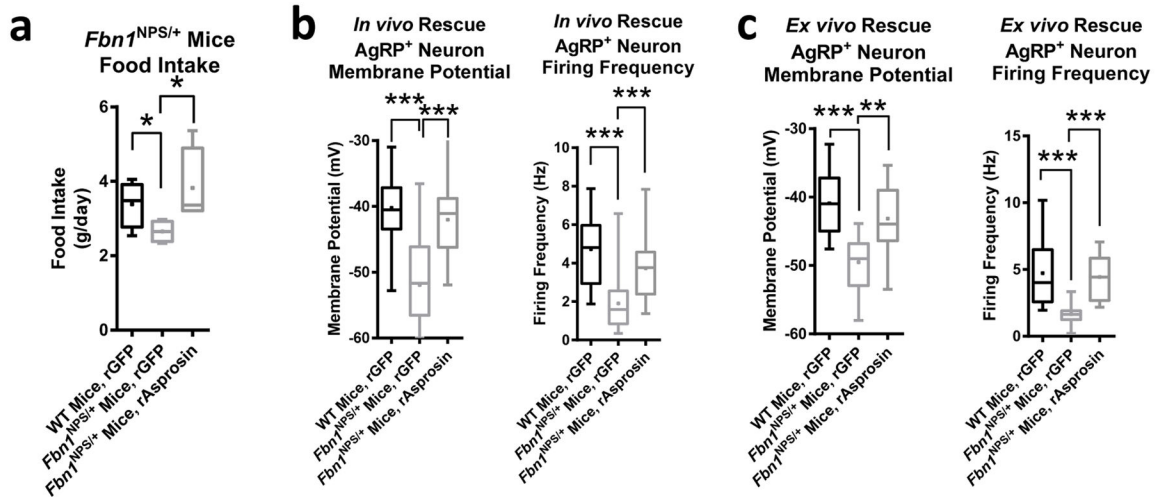 a
Fbn1NPS/+ Mice
Food Intake
*
*
6
4
2
0
Food Intake
(g/day)
WT Mice, rGFP
Fbn1NPS/+ Mice, rGFP
Fbn1NPS/+ Mice, rAsprosin
b
In vivo Rescue
AgRP+ Neuron
Membrane Potential
***
***
-30
-40
-50
-60
Membrane Potential (mV)
WT Mice, rGFP
Fbn1NPS/+ Mice, rGFP
Fbn1NPS/+ Mice, rAsprosin
In vivo Rescue
AgRP+ Neuron
Firing Frequency
***
***
10
8
6
4
2
0
Firing Frequency (Hz)
WT Mice, rGFP
Fbn1NPS/+ Mice, rGFP
Fbn1NPS/+ Mice, rAsprosin
c
Ex vivo Rescue
AgRP+ Neuron
Membrane Potential
***
**
-30
-40
-50
-60
Membrane Potential (mV)
WT Mice, rGFP
Fbn1NPS/+ Mice, rGFP
Fbn1NPS/+ Mice, rAsprosin
Ex vivo Rescue
AgRP+ Neuron
Firing Frequency
***
***
15
10
5
0
Firing Frequency (Hz)
WT Mice, rGFP
Fbn1NPS/+ Mice, rGFP
Fbn1NPS/+ Mice, rAsprosin